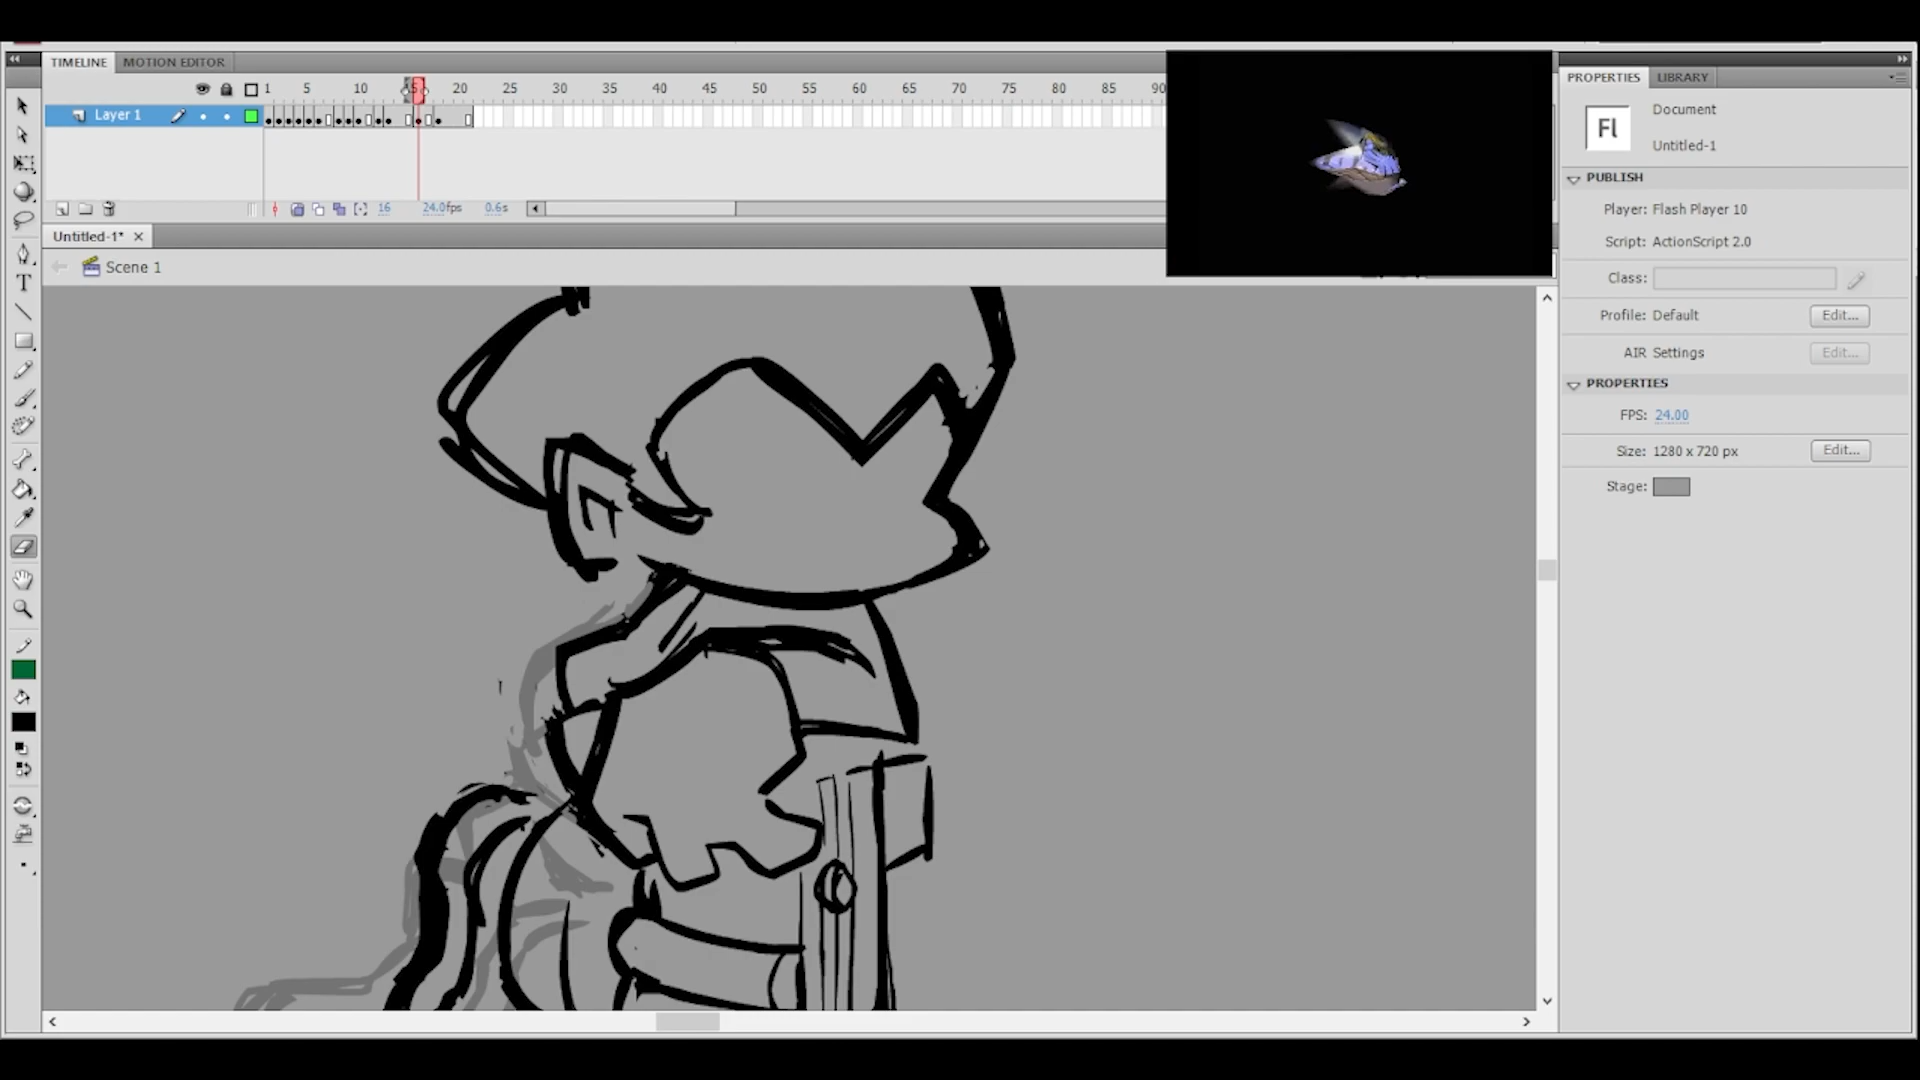 TIMELINE MOTION EDITOR
1 5 10 15 20 25 30 35 40 45 50 55 60 65 70 75 80 85 90
Layer 1
16 24.0fps 0.6s
Untitled-1*
Scene 1
T
PROPERTIES LIBRARY
Fl
Document
Untitled-1
PUBLISH
Player: Flash Player 10
Script: ActionScript 2.0
Class:
Profile: Default Edit...
AIR Settings Edit...
PROPERTIES
FPS: 24.00
Size: 1280 x 720 px Edit...
Stage: